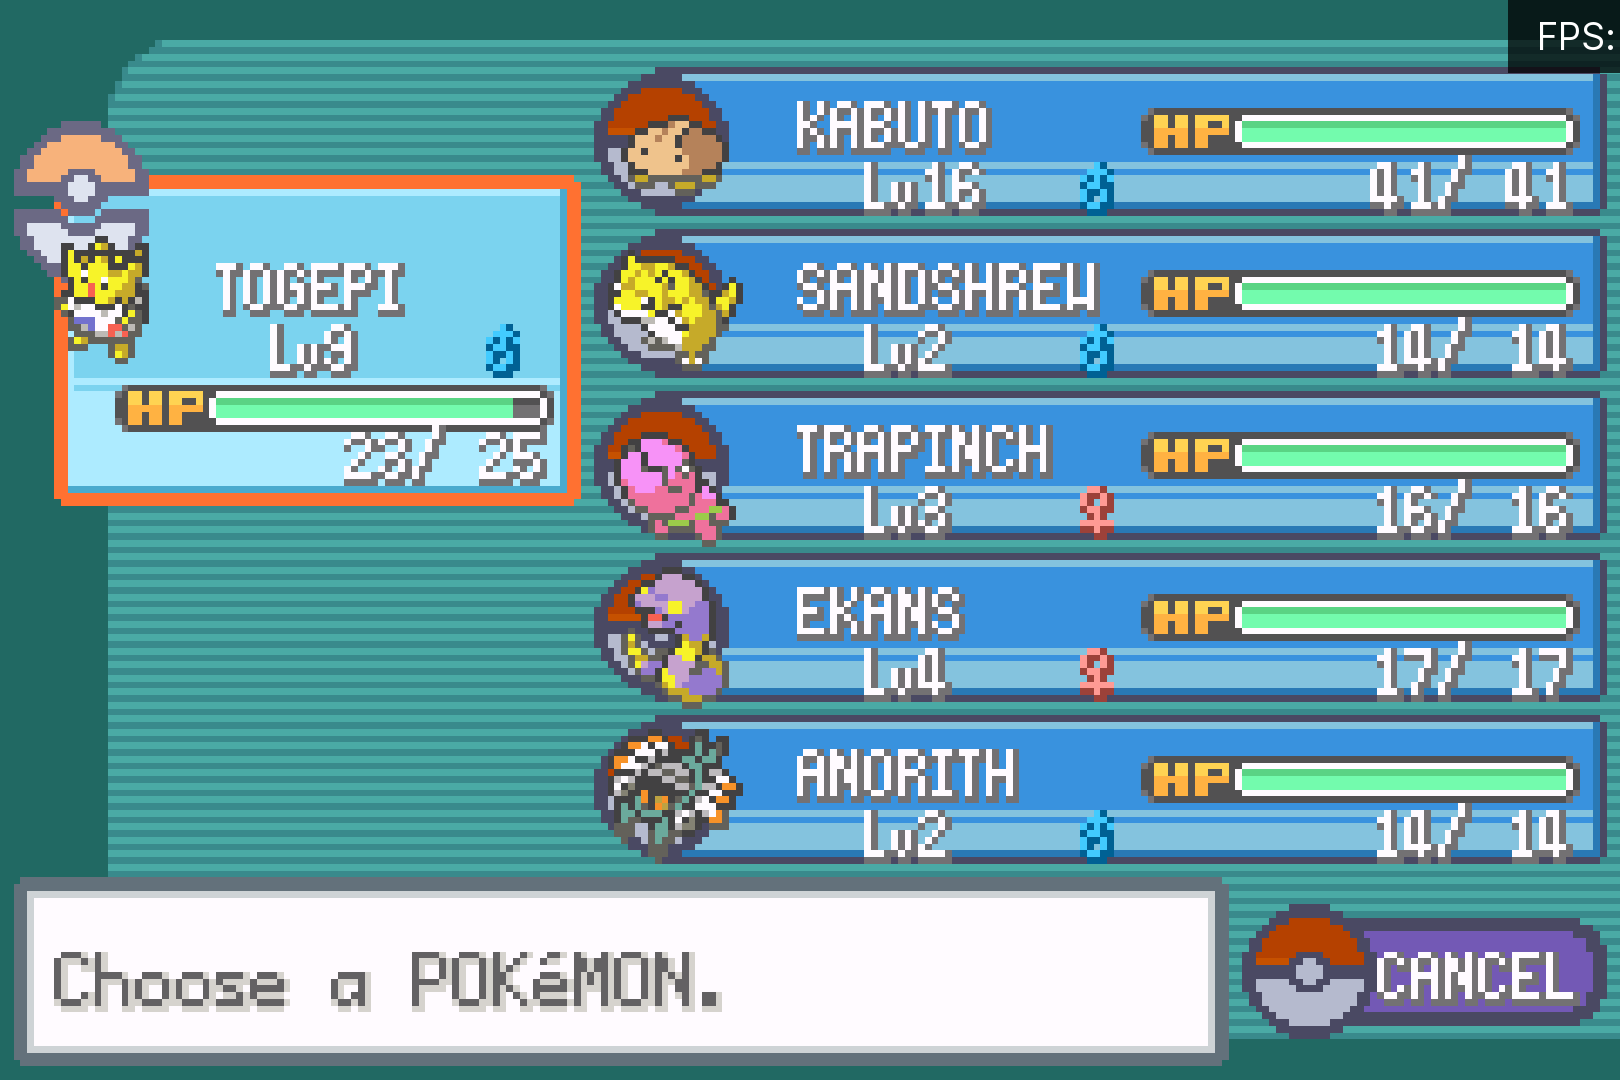 FPS:
TOGEPI
Lv9
HP
23/ 25
KABUTO HP
Lv16 41/ 41
SANDSHREW HP
Lv2 14/ 14
TRAPINCH HP
Lv3 16/ 16
EKANS HP
Lv4 17/ 17
ANORITH HP
Lv2 14/ 14
Choose a POKéMON.
CANCEL